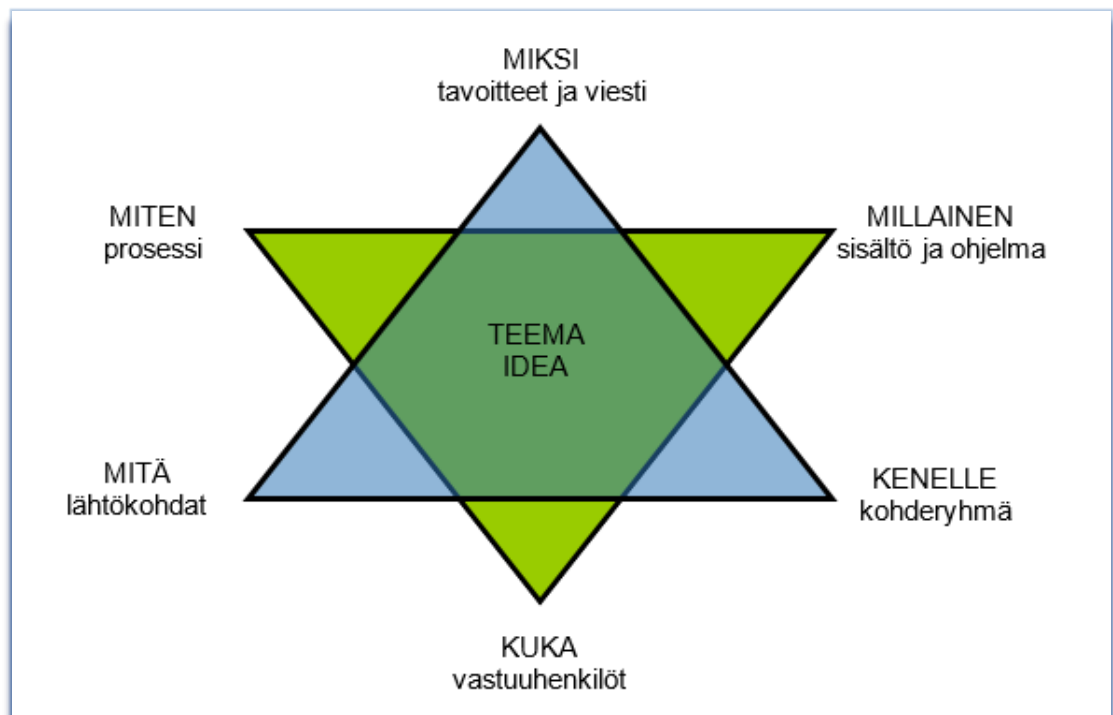 MIKSI
tavoitteet ja viesti
MITEN
prosessi
MILLAINEN
sisältö ja ohjelma
TEEMA
IDEA
MITÄ
lähtökohdat
KENELLE
kohderyhmä
KUKA
vastuuhenkilöt